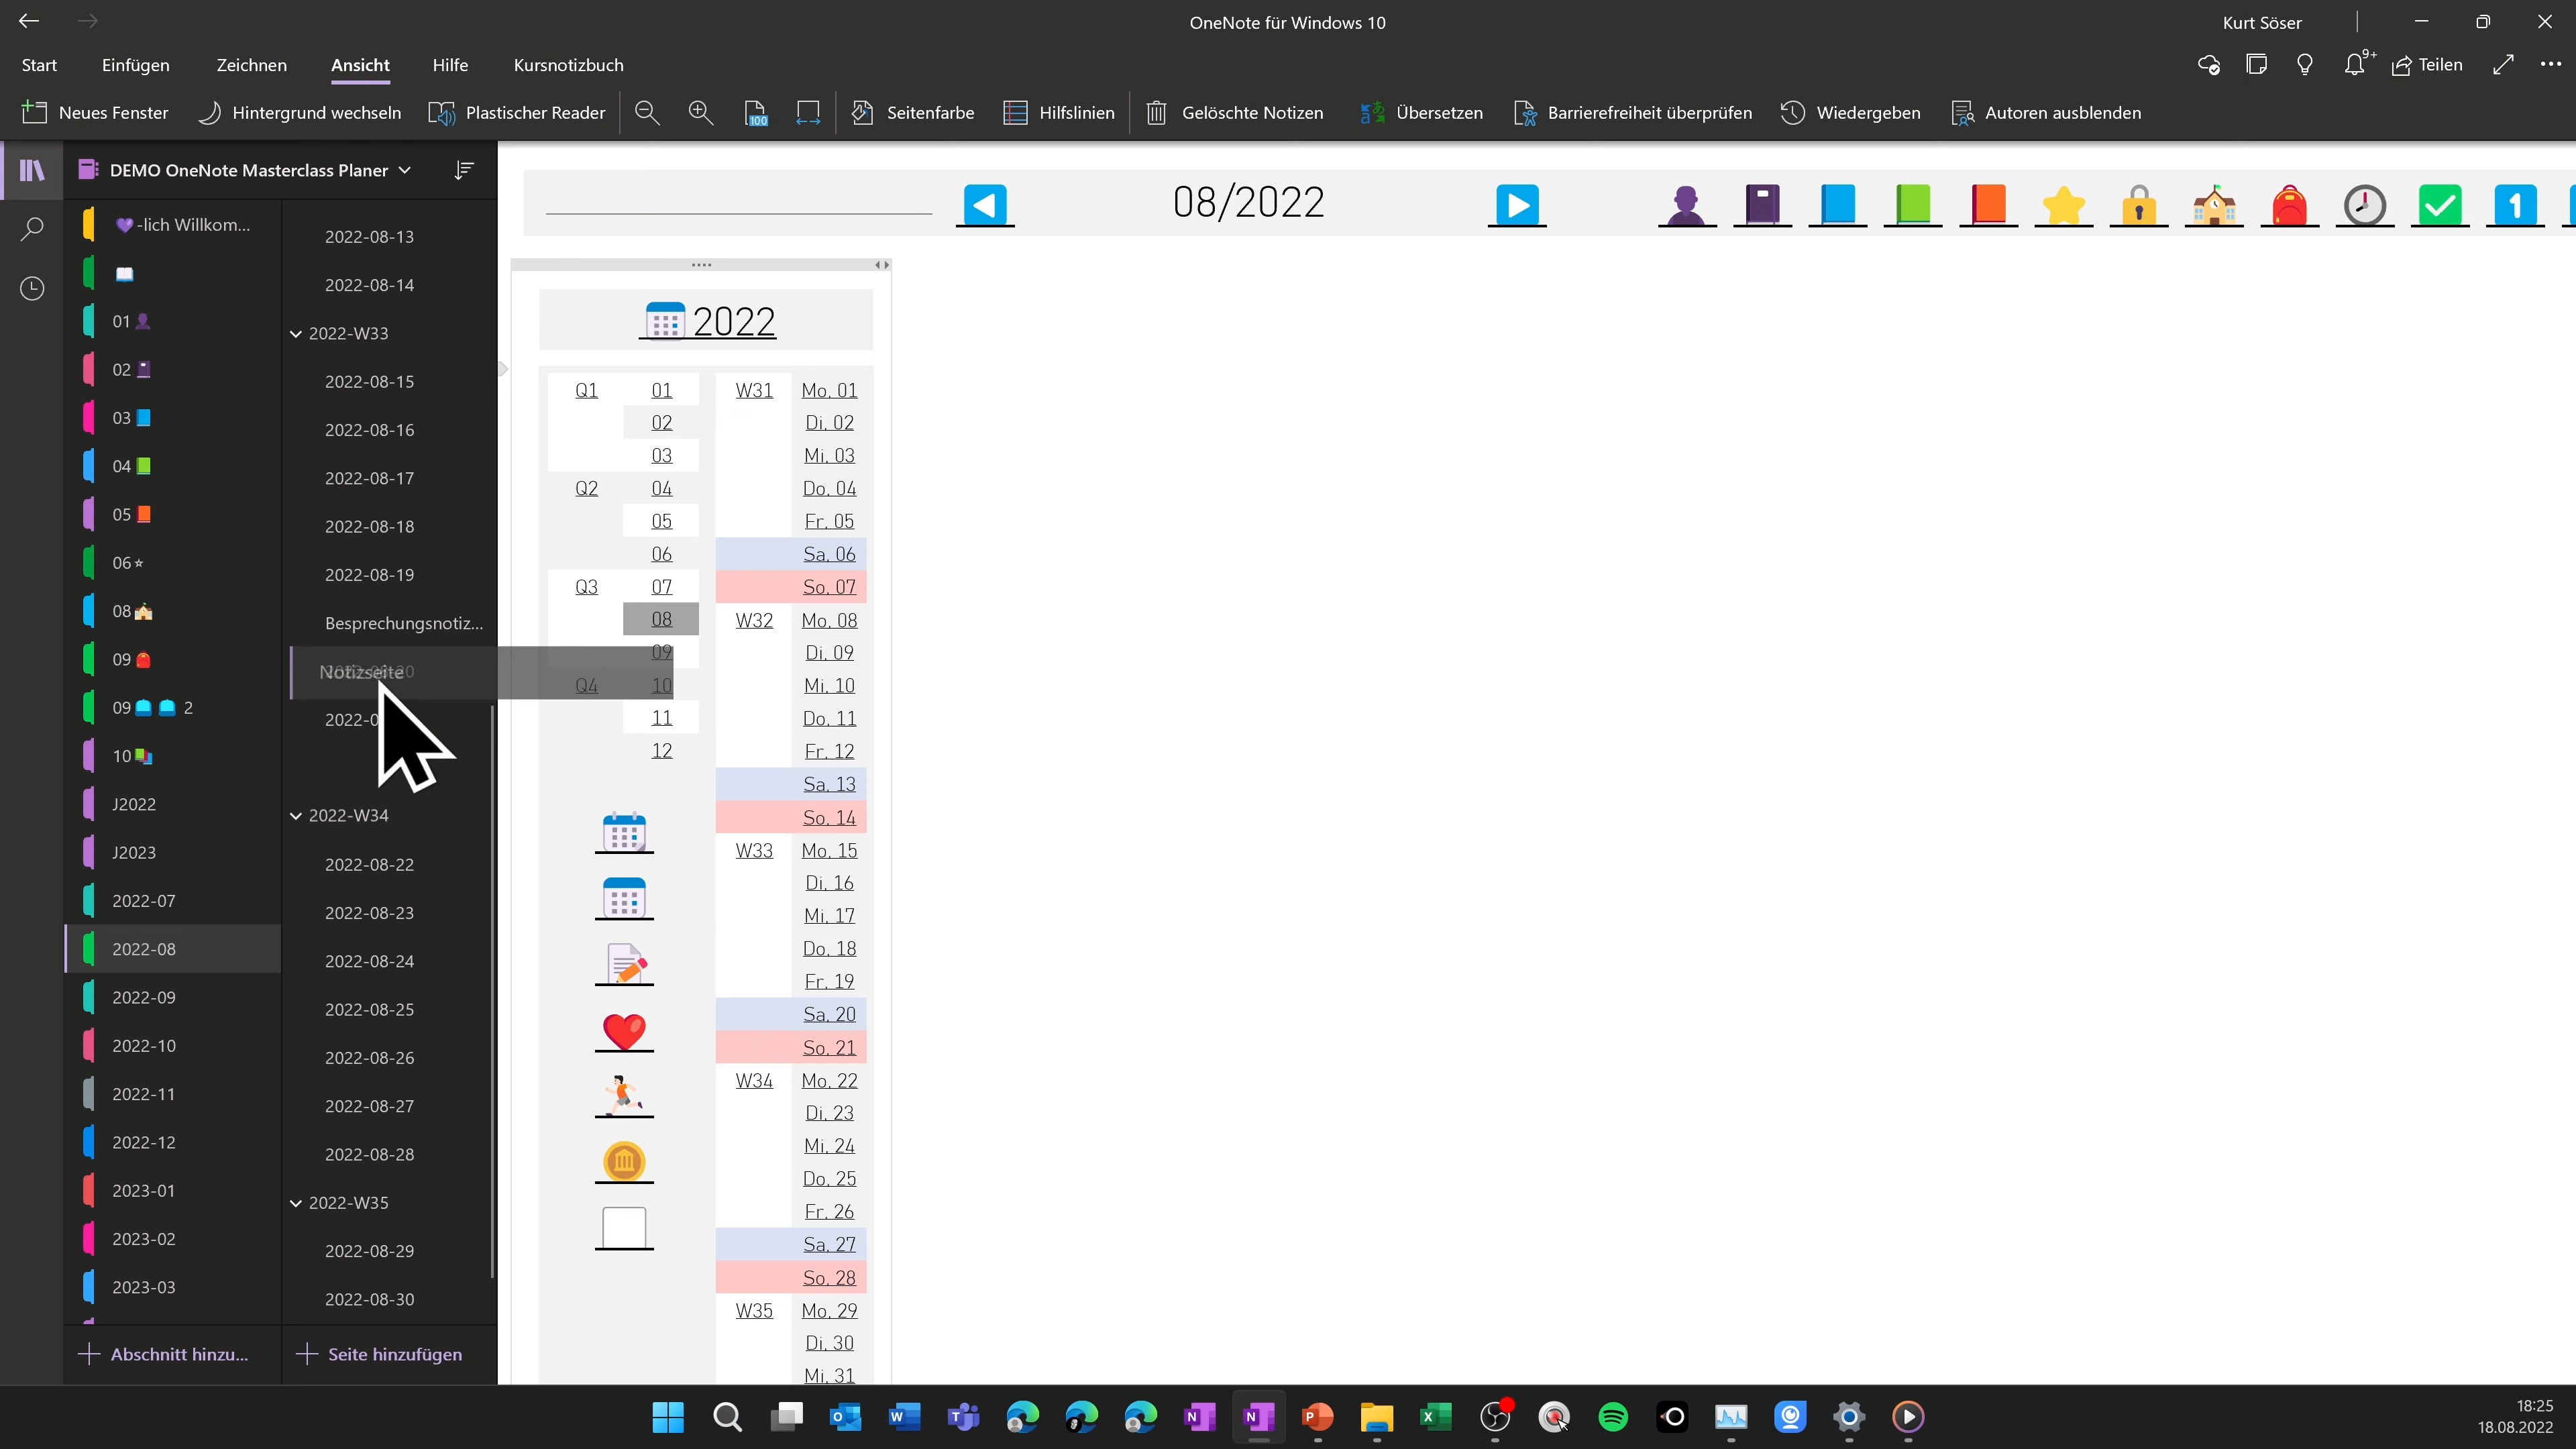 OneNote für Windows 10
Kurt Söser
Start Einfügen Zeichnen Ansicht Hilfe Kursnotizbuch
9+ Teilen
Neues Fenster Hintergrund wechseln Plastischer Reader 100 Seitenfarbe Hilfslinien Gelöschte Notizen Übersetzen Barrierefreiheit überprüfen Wiedergeben Autoren ausblenden
DEMO OneNote Masterclass Planer
-lich Willkom...
01
02
03
04
05
06
08
09
09 2
10
J2022
J2023
2022-07
2022-08
2022-09
2022-10
2022-11
2022-12
2023-01
2023-02
2023-03
Abschnitt hinzu...
2022-08-13
2022-08-14
2022-W33
2022-08-15
2022-08-16
2022-08-17
2022-08-18
2022-08-19
Besprechungsnotiz...
Notizseite
2022-0
2022-W34
2022-08-22
2022-08-23
2022-08-24
2022-08-25
2022-08-26
2022-08-27
2022-08-28
2022-W35
2022-08-29
2022-08-30
Seite hinzufügen
08/2022
1
2022
Q1 01 W31 Mo, 01
02 Di, 02
03 Mi, 03
Q2 04 Do, 04
05 Fr, 05
06 Sa, 06
Q3 07 So, 07
08 W32 Mo, 08
09 Di, 09
Q4 10 Mi, 10
11 Do, 11
12 Fr, 12
Sa, 13
So, 14
W33 Mo, 15
Di, 16
Mi, 17
Do, 18
Fr, 19
Sa, 20
So, 21
W34 Mo, 22
Di, 23
Mi, 24
Do, 25
Fr, 26
Sa, 27
So, 28
W35 Mo, 29
Di, 30
Mi, 31
18:25
18.08.2022